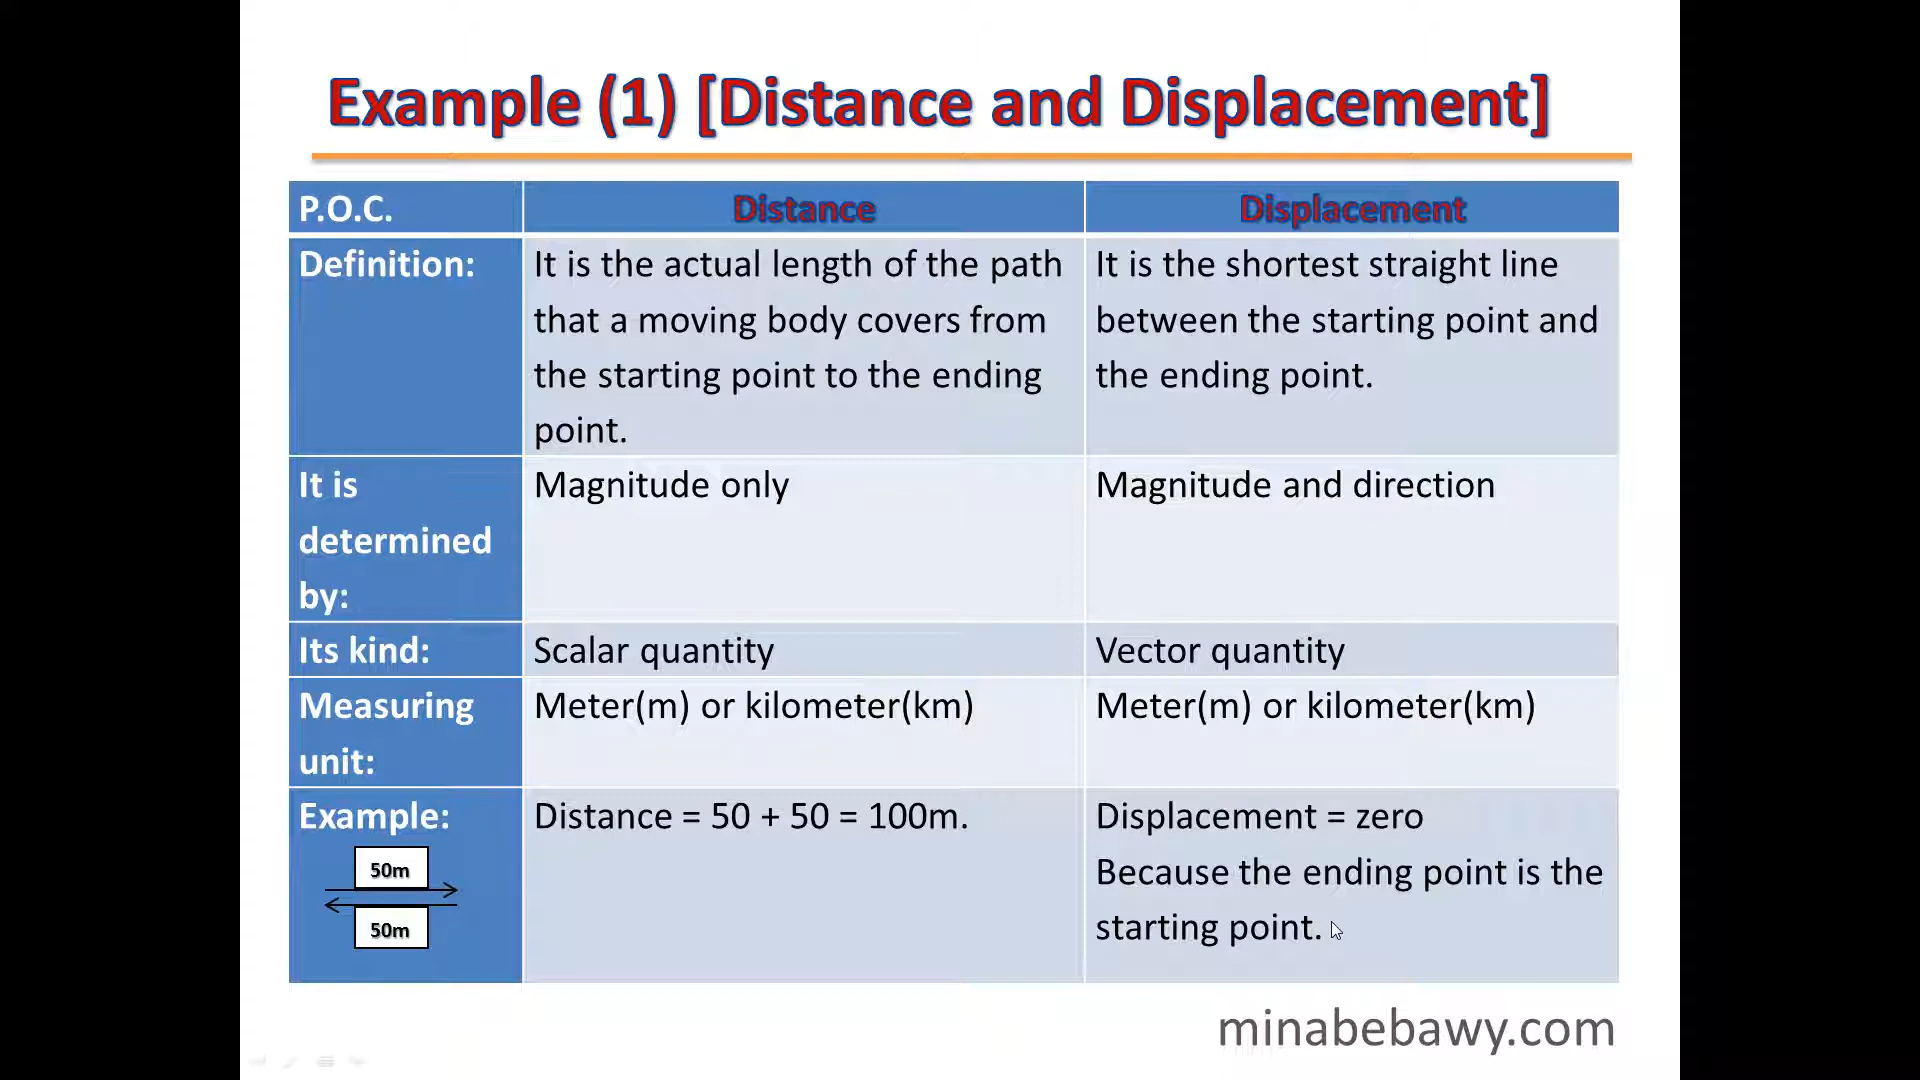 Example (1) [Distance and Displacement]
P.O.C.
Distance
Displacement
Definition:
It is the actual length of the path
that a moving body covers from
the starting point to the ending
point.
It is the shortest straight line
between the starting point and
the ending point.
It is
determined
by:
Magnitude only
Magnitude and direction
Its kind:
Scalar quantity
Vector quantity
Measuring
unit:
Meter(m) or kilometer(km)
Meter(m) or kilometer(km)
Example:
50m
50m
Distance = 50 + 50 = 100m.
Displacement = zero
Because the ending point is the
starting point.
minabebawy.com